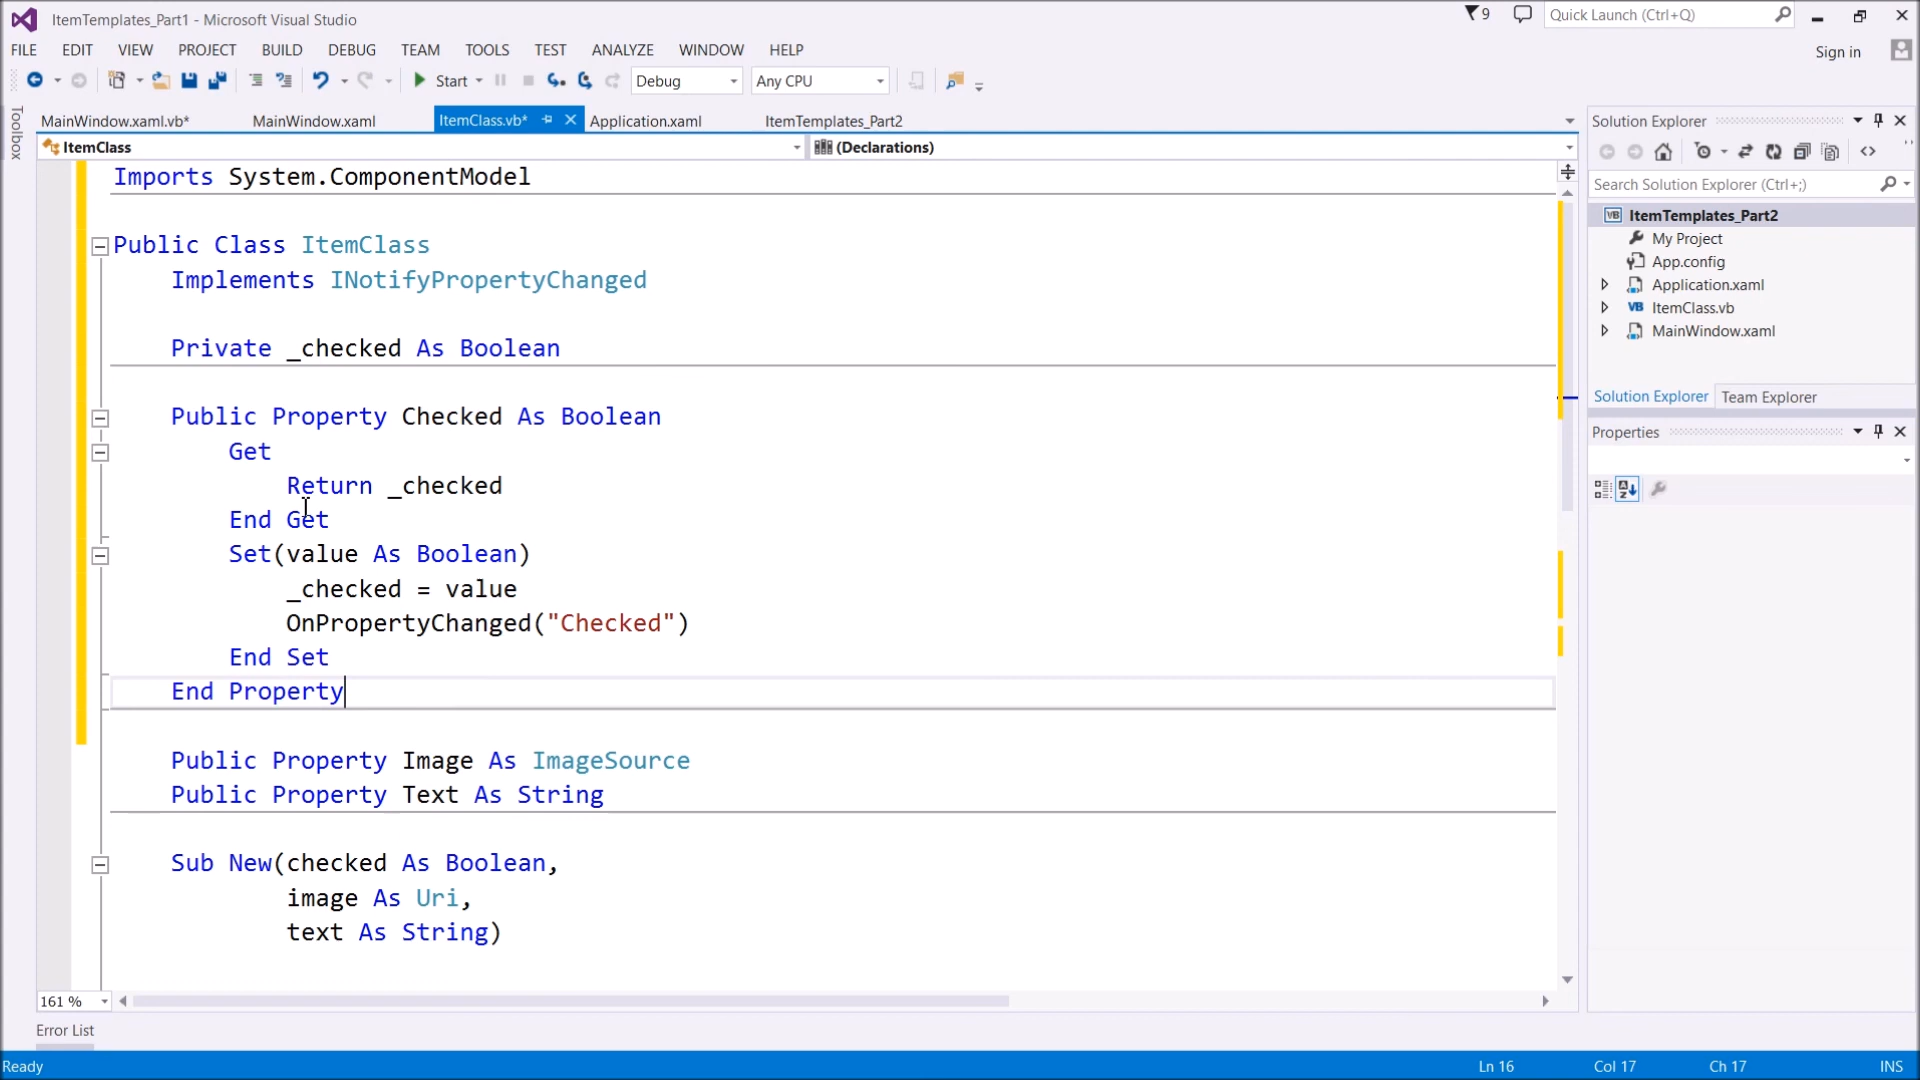 ItemTemplates_Part1 - Microsoft Visual Studio
9
Quick Launch (Ctrl+Q)
FILE EDIT VIEW PROJECT BUILD DEBUG TEAM TOOLS TEST ANALYZE WINDOW HELP
Sign in
Start
Debug
Any CPU
Toolbox
MainWindow.xaml.vb*
MainWindow.xaml
ItemClass.vb*
Application.xaml
ItemTemplates_Part2
ItemClass
(Declarations)
Imports System.ComponentModel
Public Class ItemClass
Implements INotifyPropertyChanged
Private _checked As Boolean
Public Property Checked As Boolean
Get
Return _checked
End Get
Set(value As Boolean)
_checked = value
OnPropertyChanged("Checked")
End Set
End Property
Public Property Image As ImageSource
Public Property Text As String
Sub New(checked As Boolean,
image As Uri,
text As String)
161 %
Error List
Solution Explorer
Search Solution Explorer (Ctrl+;)
VB ItemTemplates_Part2
My Project
App.config
Application.xaml
VB ItemClass.vb
MainWindow.xaml
Solution Explorer
Team Explorer
Properties
Ready
Ln 16
Col 17
Ch 17
INS